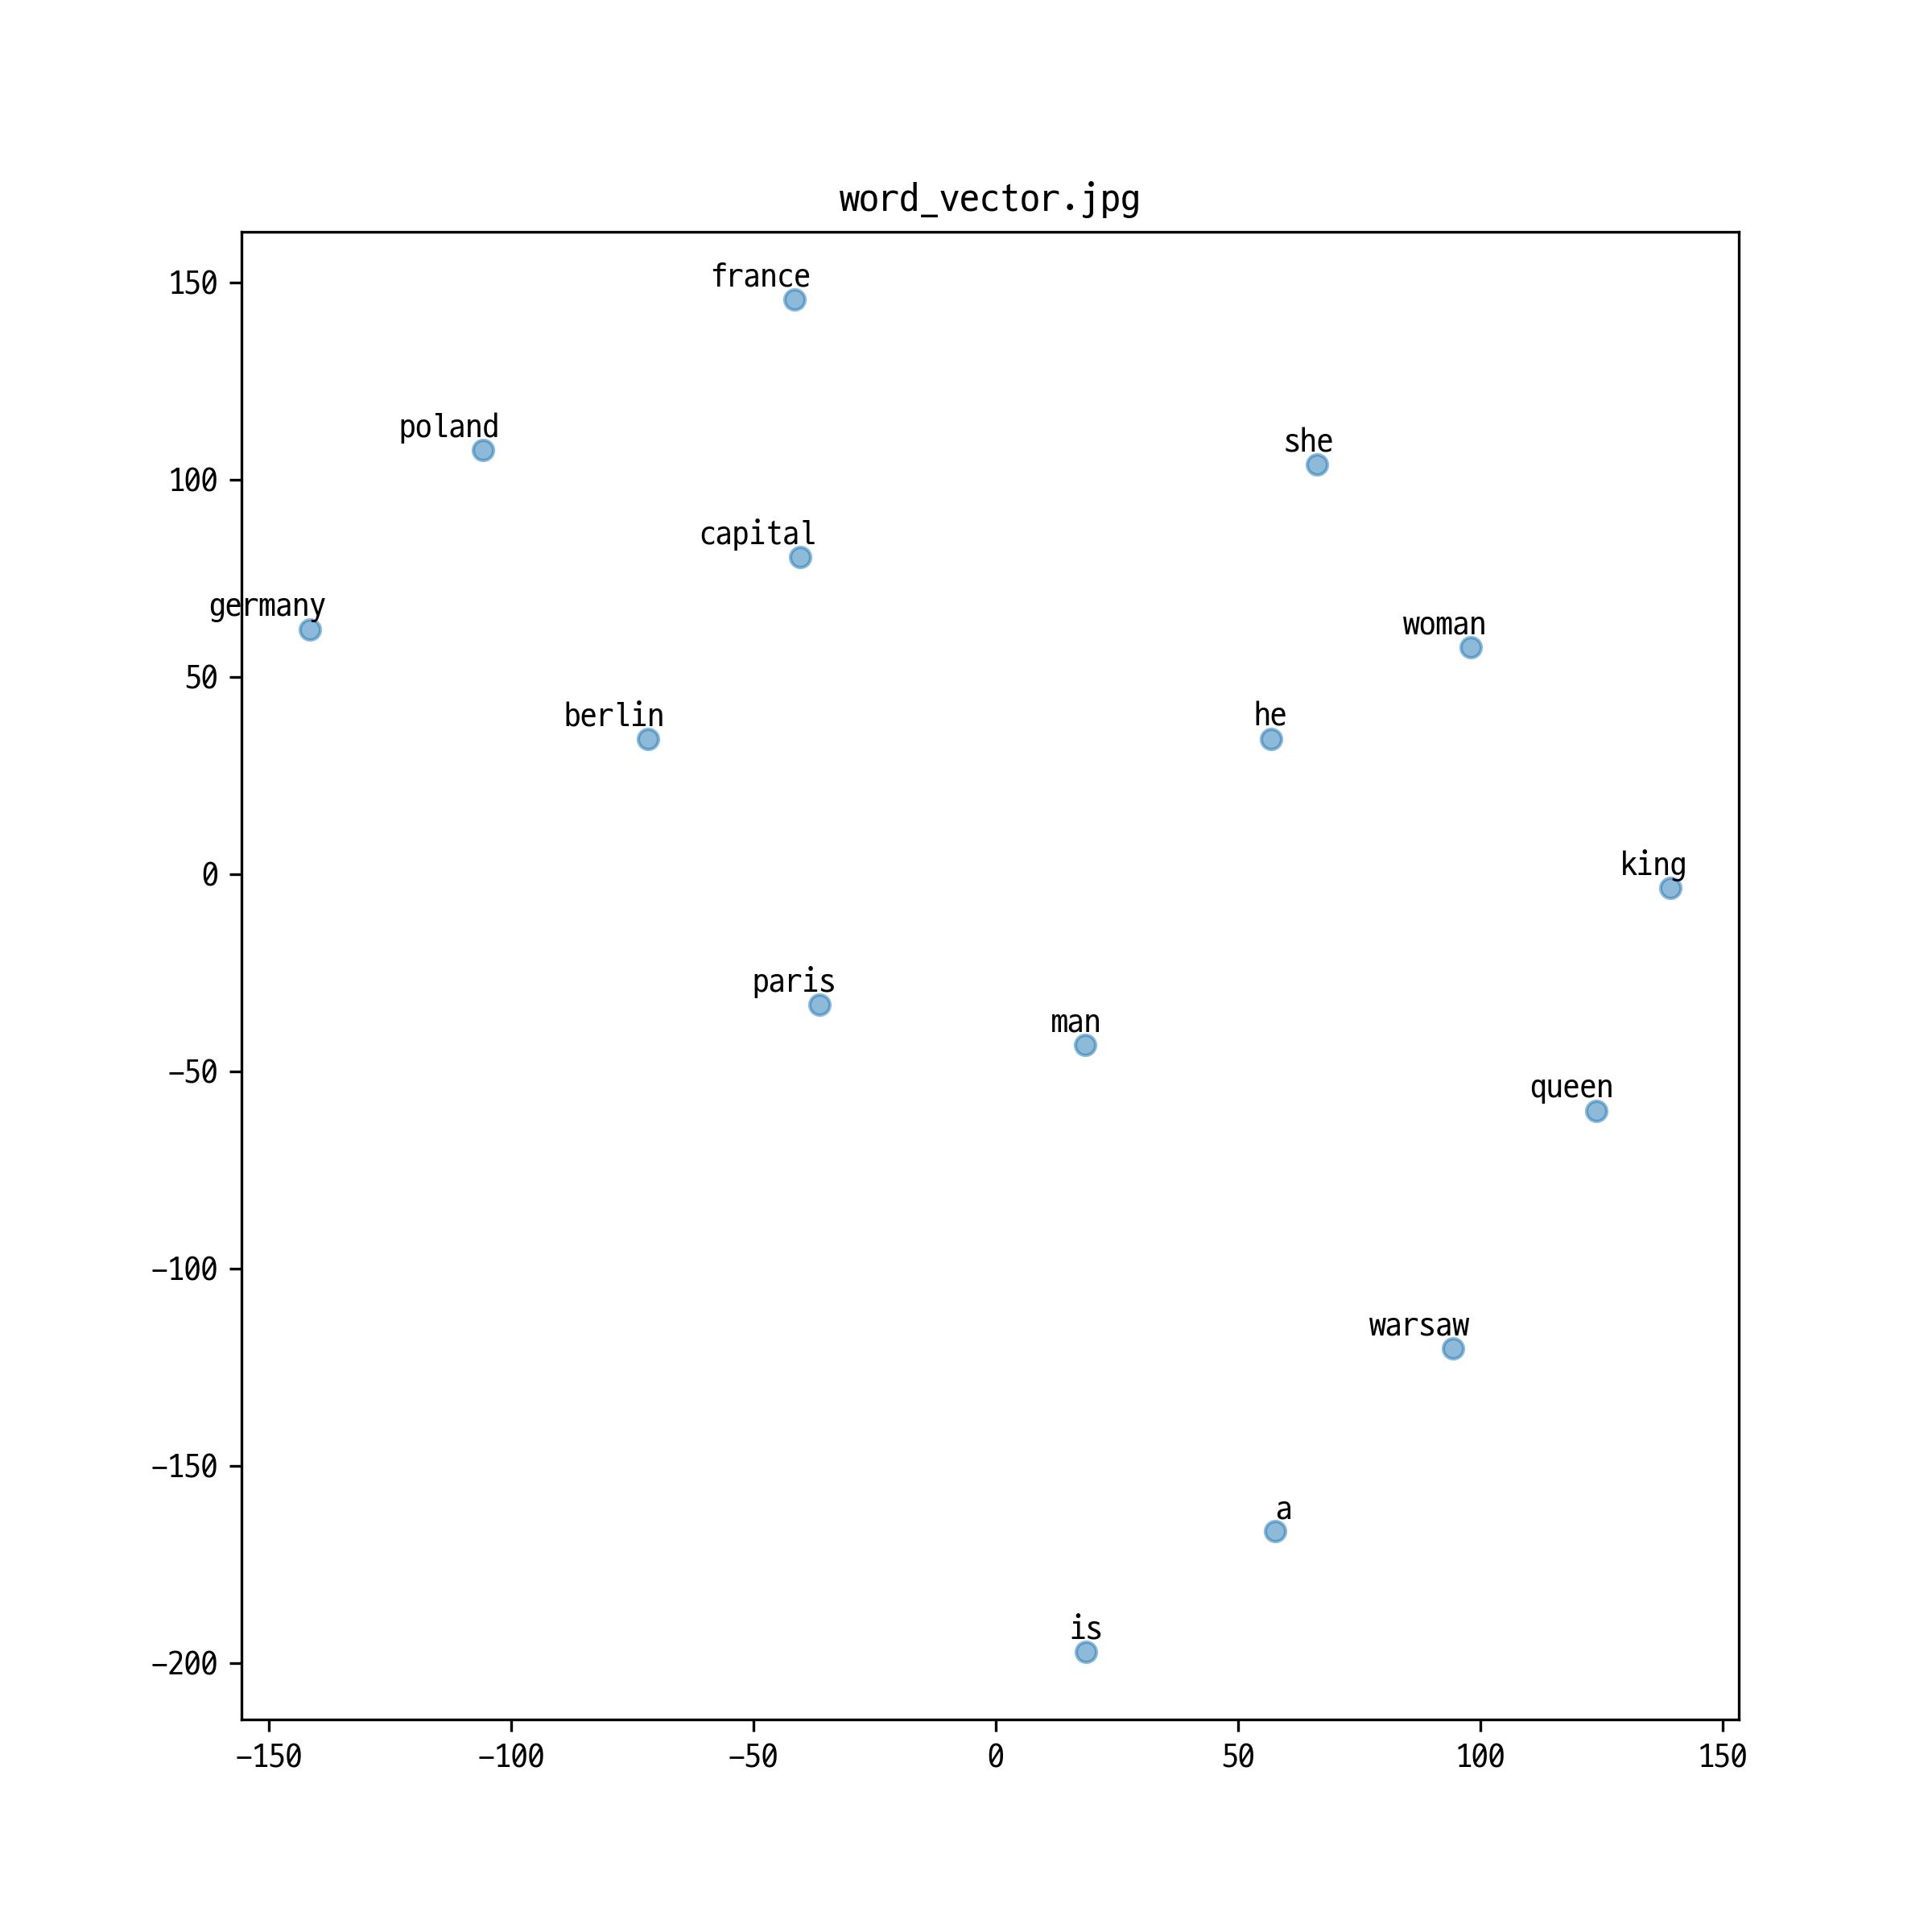 word_vector.jpg
150
france
poland
she
100
capital
germany
woman
50
berlin
he
king
0
paris
man
−50
queen
−100
warsaw
−150
a
is
−200
−150 −100 −50 0 50 100 150